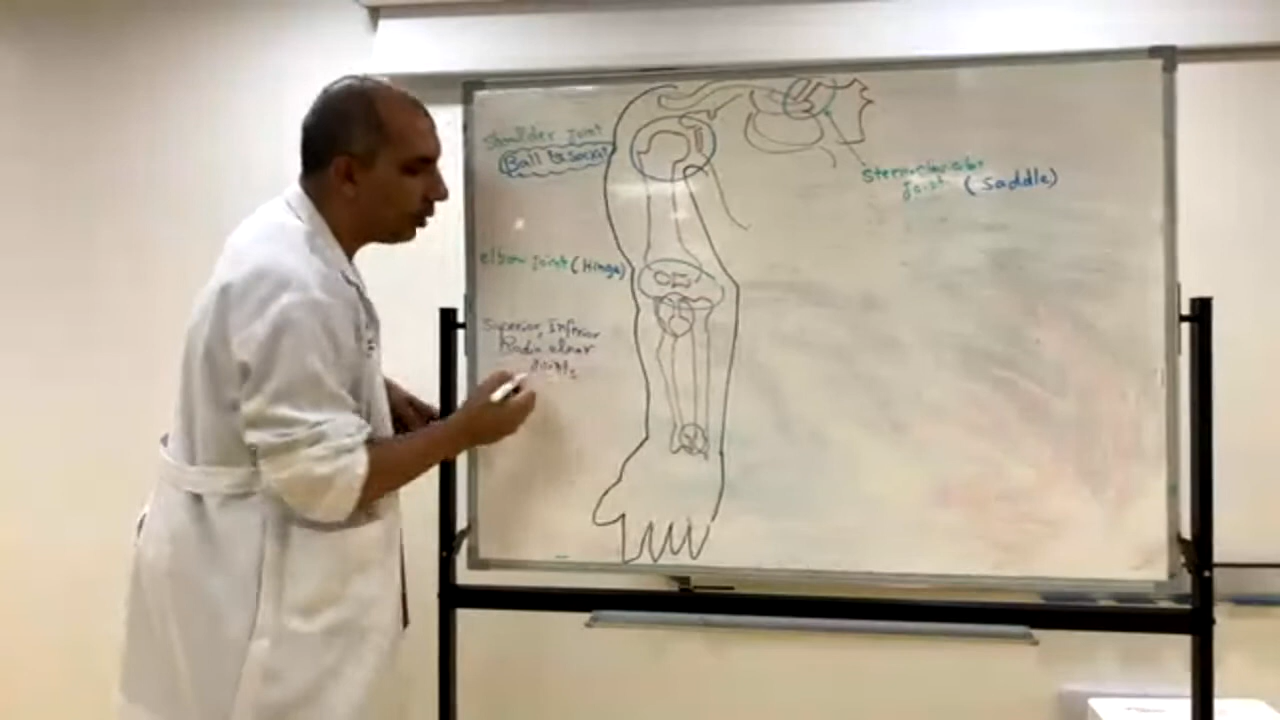 Shoulder joint
Ball & Socket
Sternoclavicular
joint (Saddle)
elbow joint (Hinge)
Superior, Inferior
Radio ulnar
joints